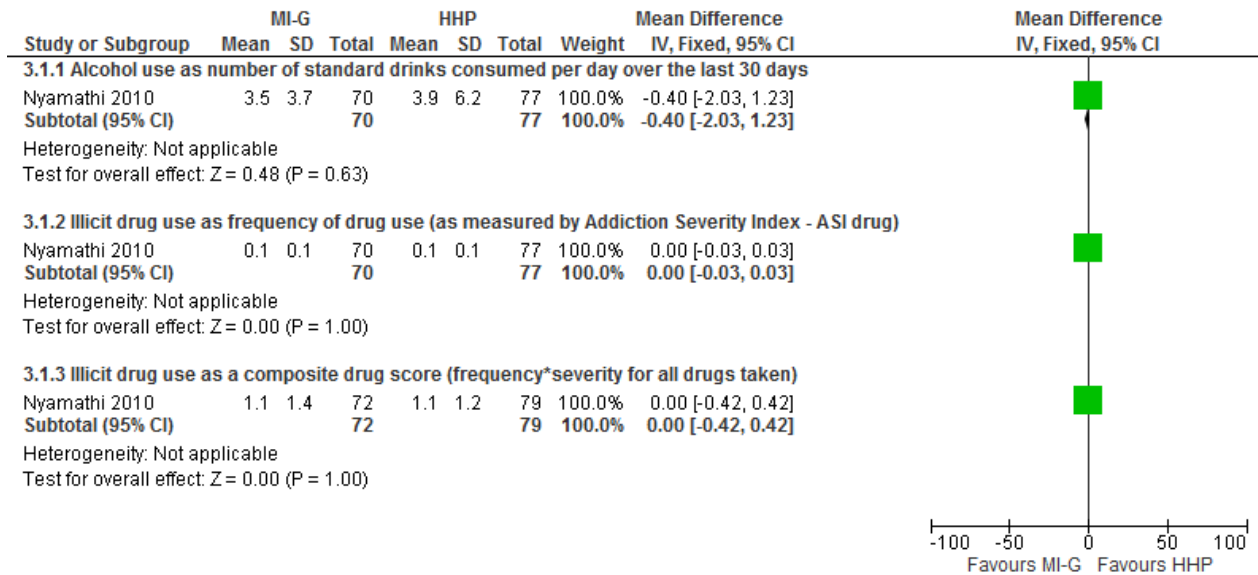 MI-G HHP Mean Difference Mean Difference
Study or Subgroup Mean SD Total Mean SD Total Weight IV, Fixed, 95% CI IV, Fixed, 95% CI
3.1.1 Alcohol use as number of standard drinks consumed per day over the last 30 days
Nyamathi 2010 3.5 3.7 70 3.9 6.2 77 100.0% -0.40 [-2.03, 1.23]
Subtotal (95% CI) 70 77 100.0% -0.40 [-2.03, 1.23]
Heterogeneity: Not applicable
Test for overall effect: Z = 0.48 (P = 0.63)
3.1.2 Illicit drug use as frequency of drug use (as measured by Addiction Severity Index - ASI drug)
Nyamathi 2010 0.1 0.1 70 0.1 0.1 77 100.0% 0.00 [-0.03, 0.03]
Subtotal (95% CI) 70 77 100.0% 0.00 [-0.03, 0.03]
Heterogeneity: Not applicable
Test for overall effect: Z = 0.00 (P = 1.00)
3.1.3 Illicit drug use as a composite drug score (frequency*severity for all drugs taken)
Nyamathi 2010 1.1 1.4 72 1.1 1.2 79 100.0% 0.00 [-0.42, 0.42]
Subtotal (95% CI) 72 79 100.0% 0.00 [-0.42, 0.42]
Heterogeneity: Not applicable
Test for overall effect: Z = 0.00 (P = 1.00)
-100 -50 0 50 100
Favours MI-G Favours HHP